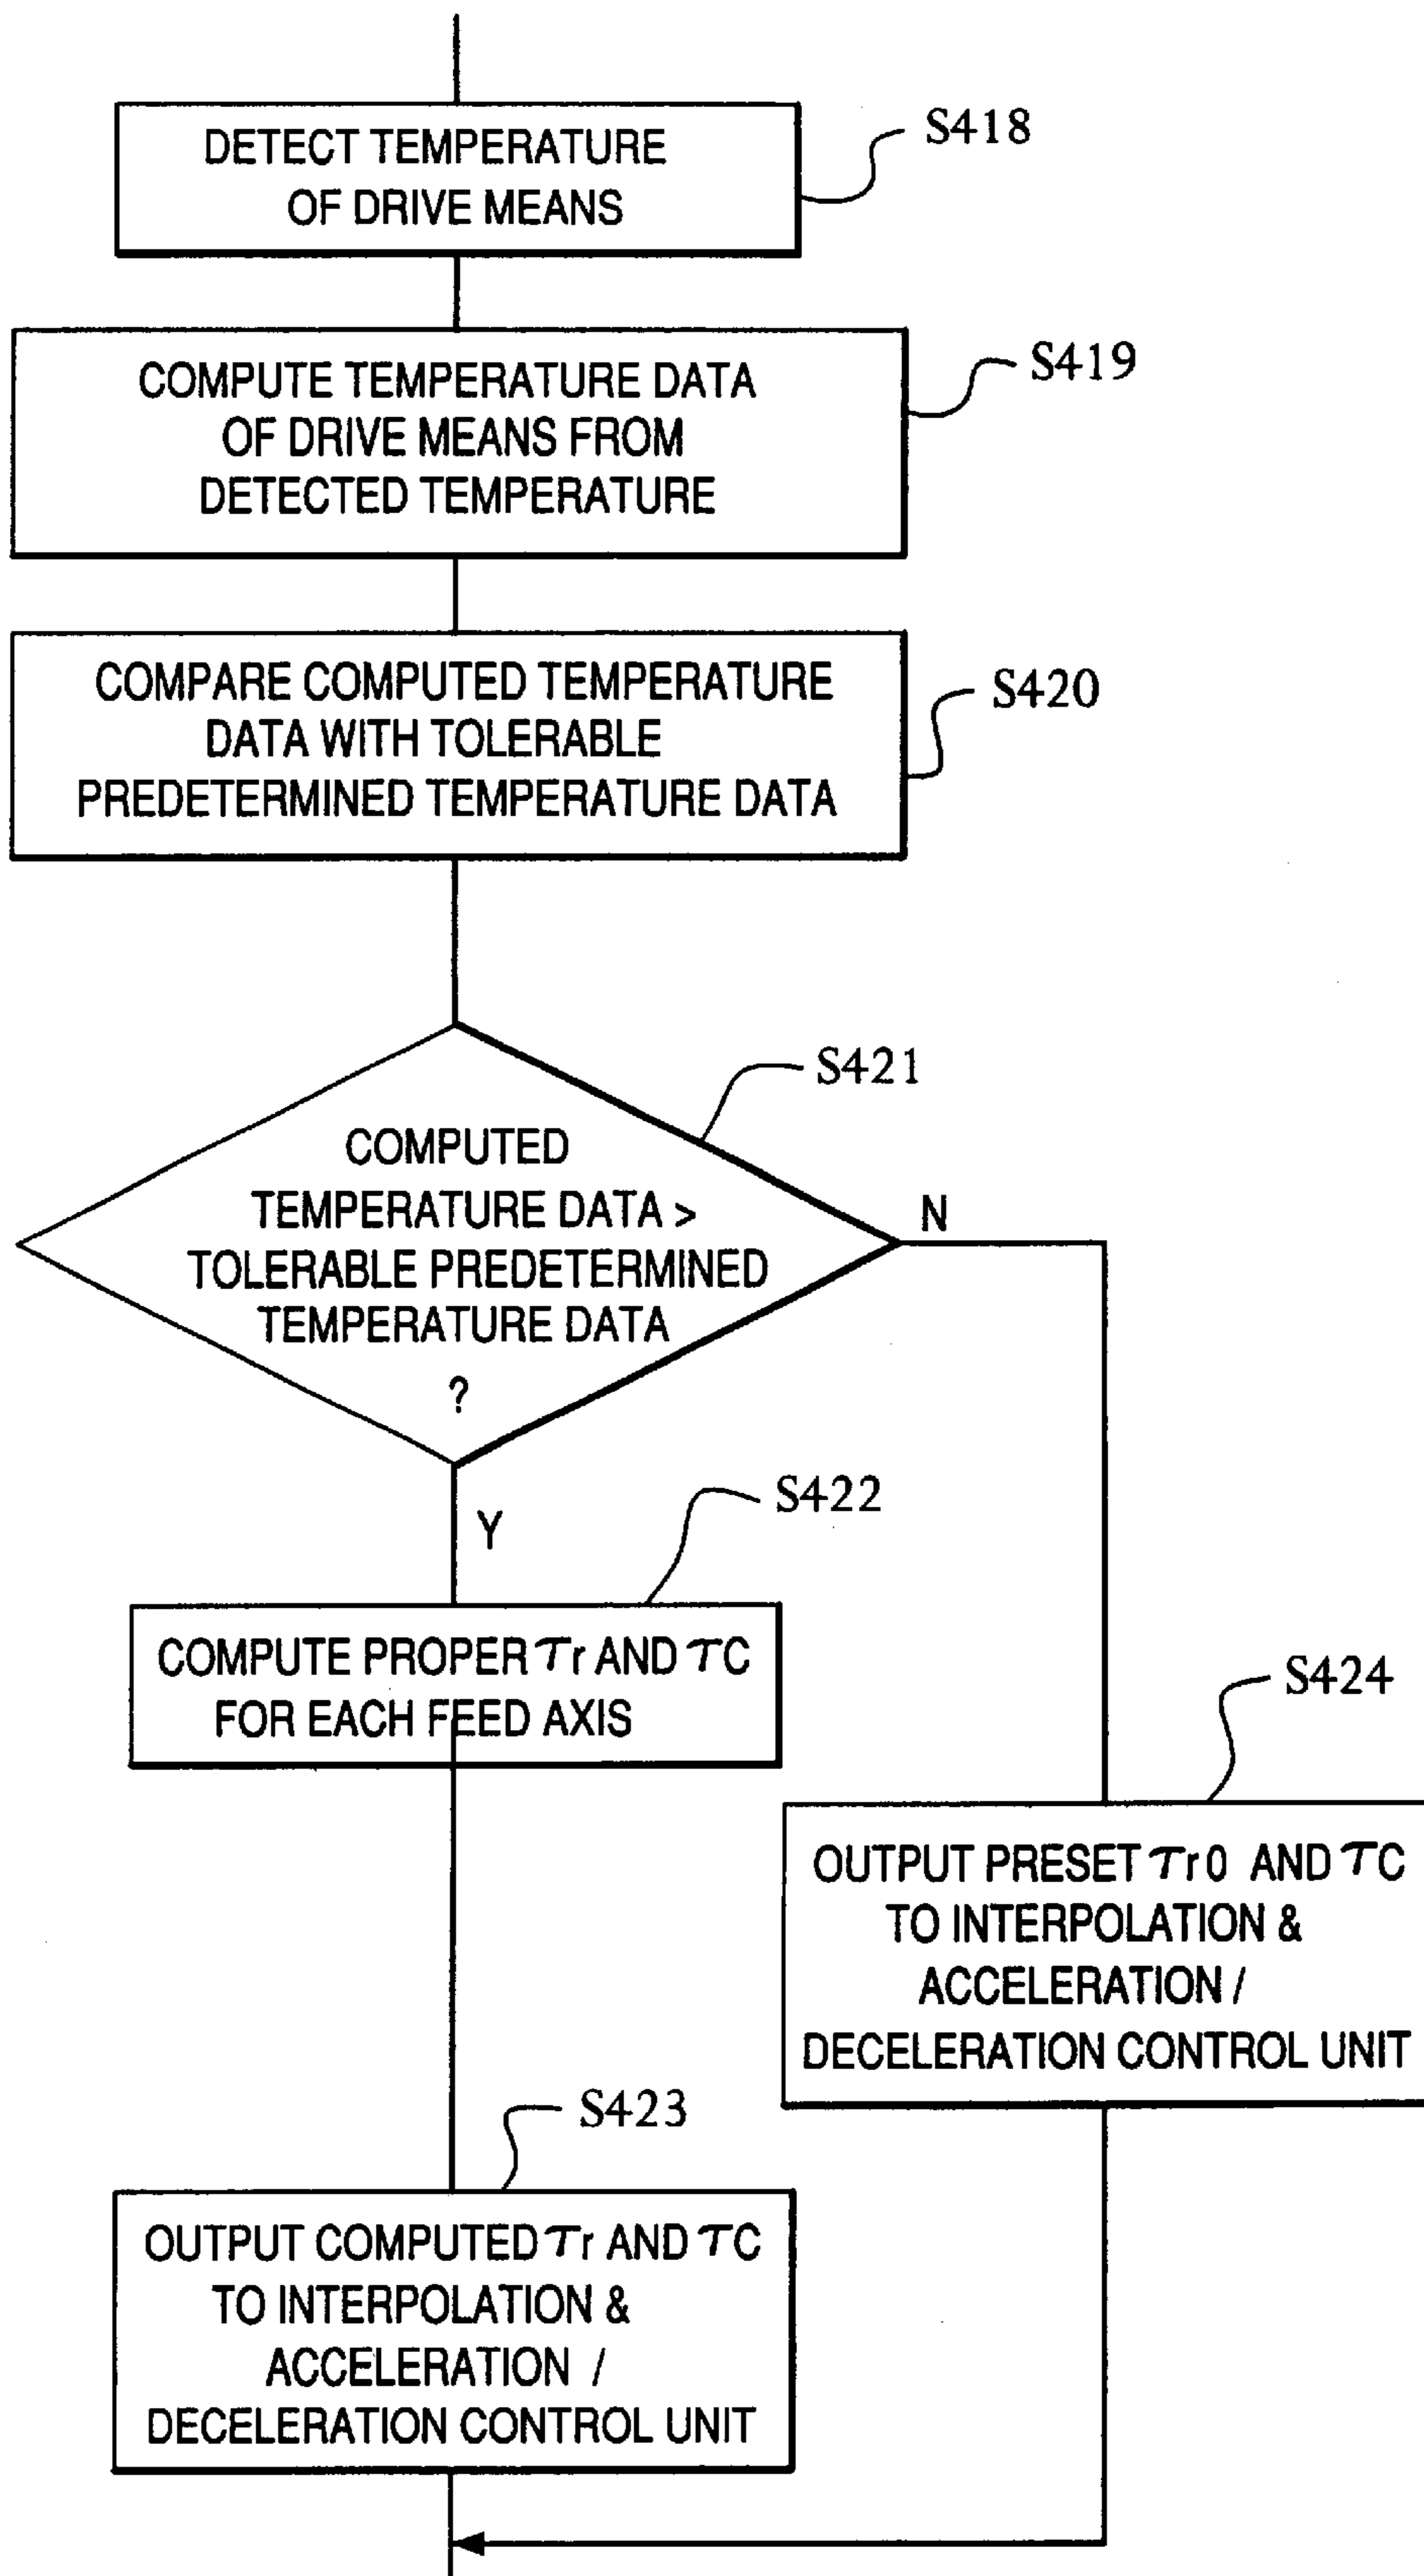 DETECT TEMPERATURE
OF DRIVE MEANS
S418
COMPUTE TEMPERATURE DATA
OF DRIVE MEANS FROM
DETECTED TEMPERATURE
S419
COMPARE COMPUTED TEMPERATURE
DATA WITH TOLERABLE
PREDETERMINED TEMPERATURE DATA
S420
S421
COMPUTED
TEMPERATURE DATA >
TOLERABLE PREDETERMINED
TEMPERATURE DATA
?
N
Y
S422
COMPUTE PROPER τr AND τC
FOR EACH FEED AXIS
S424
OUTPUT PRESET τr0 AND τC
TO INTERPOLATION &
ACCELERATION /
DECELERATION CONTROL UNIT
S423
OUTPUT COMPUTED τr AND τC
TO INTERPOLATION &
ACCELERATION /
DECELERATION CONTROL UNIT